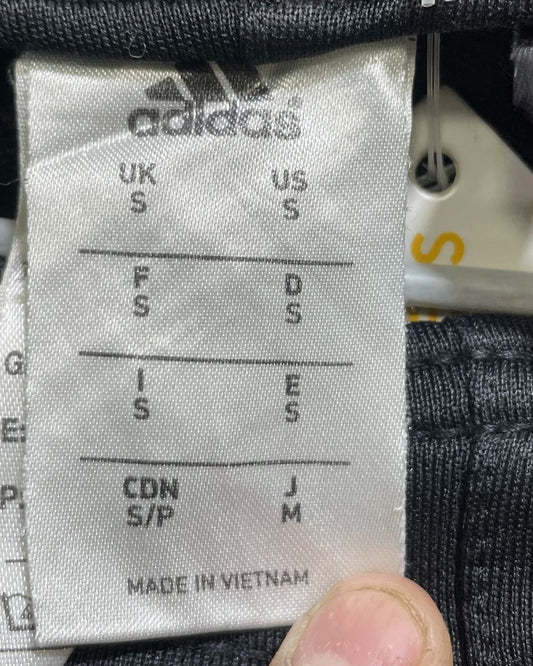 adidas®
UK US
S S
F D
S S
I E
S S
CDN J
S/P M
MADE IN VIETNAM
G
E:
P.
S